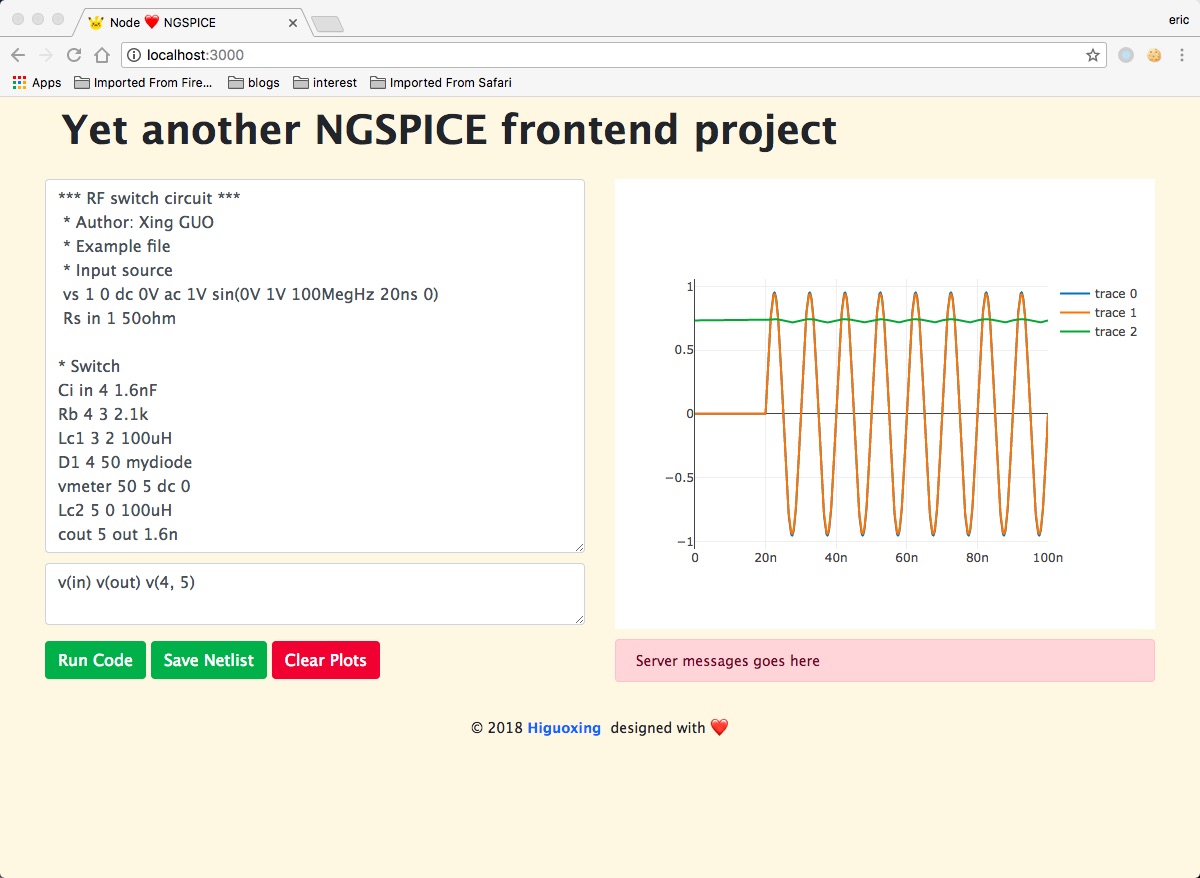 Node ❤️ NGSPICE
eric
localhost:3000
Apps
Imported From Fire...
blogs
interest
Imported From Safari
Yet another NGSPICE frontend project
*** RF switch circuit ***
* Author: Xing GUO
* Example file
* Input source
vs 1 0 dc 0V ac 1V sin(0V 1V 100MegHz 20ns 0)
Rs in 1 50ohm
* Switch
Ci in 4 1.6nF
Rb 4 3 2.1k
Lc1 3 2 100uH
D1 4 50 mydiode
vmeter 50 5 dc 0
Lc2 5 0 100uH
cout 5 out 1.6n
v(in) v(out) v(4, 5)
Run Code
Save Netlist
Clear Plots
1
0.5
0
−0.5
−1
0
20n
40n
60n
80n
100n
trace 0
trace 1
trace 2
Server messages goes here
© 2018 Higuoxing designed with ❤️